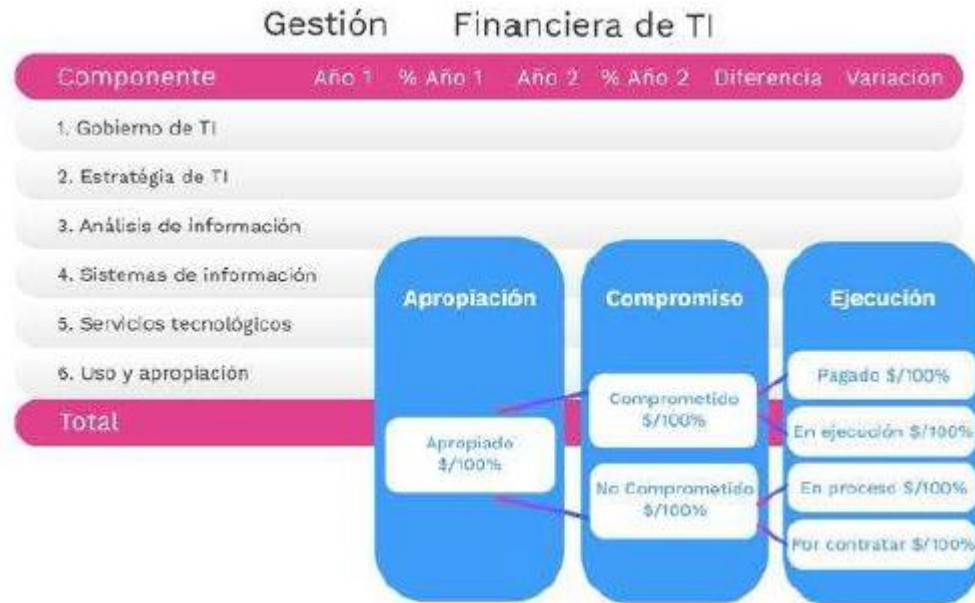 Gestión Financiera de TI
Componente Año 1 % Año 1 Año 2 % Año 2 Diferencia Variación
1. Gobierno de TI
2. Estratégia de TI
3. Análisis de información
4. Sistemas de información
5. Servicios tecnológicos
6. Uso y apropiación
Total
Apropiación
Apropiado
$/100%
Compromiso
Comprometido
$/100%
No Comprometido
$/100%
Ejecución
Pagado $/100%
En ejecución $/100%
En proceso $/100%
Por contratar $/100%